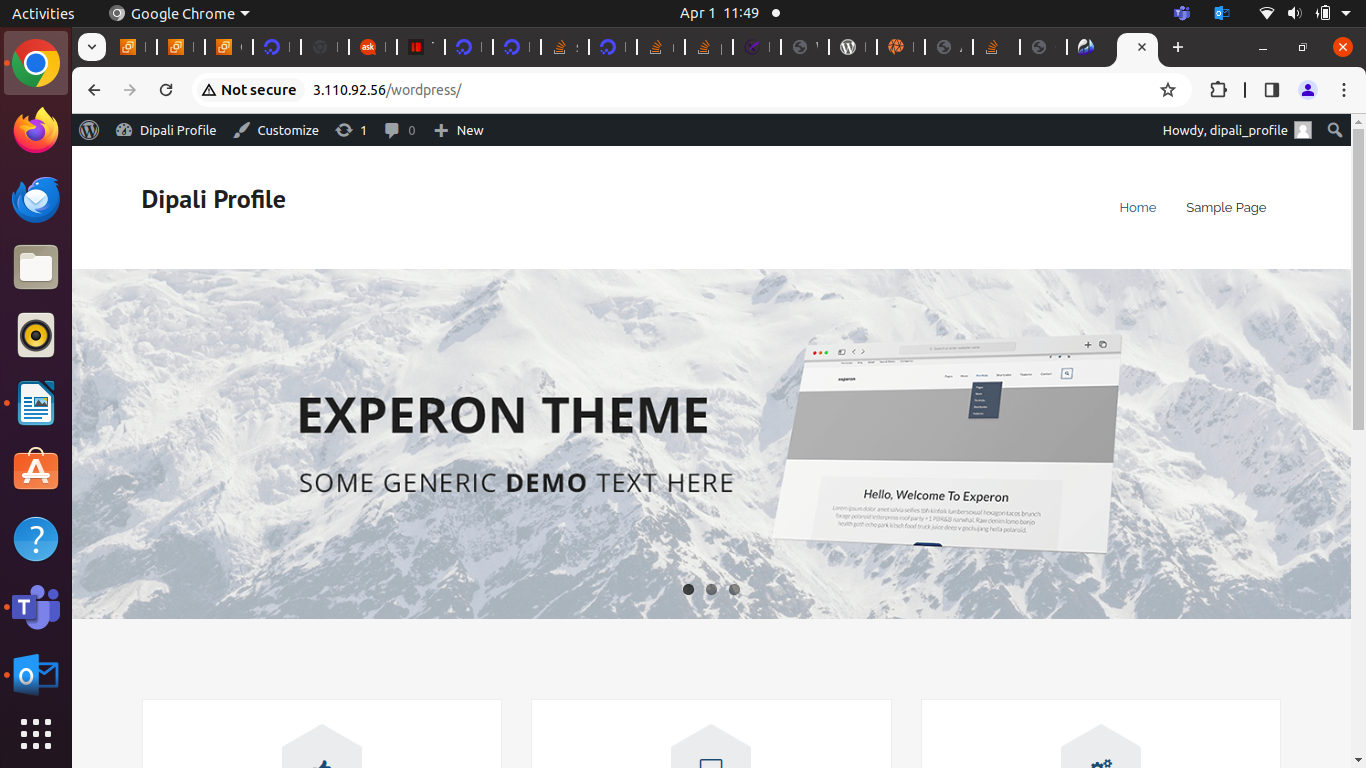 Activities
Google Chrome
Apr 1 11:49
ask
Not secure
3.110.92.56/wordpress/
Dipali Profile
Customize
1
0
New
Howdy, dipali_profile
Dipali Profile
Home
Sample Page
EXPERON THEME
SOME GENERIC DEMO TEXT HERE
experon
Hello, Welcome To Experon